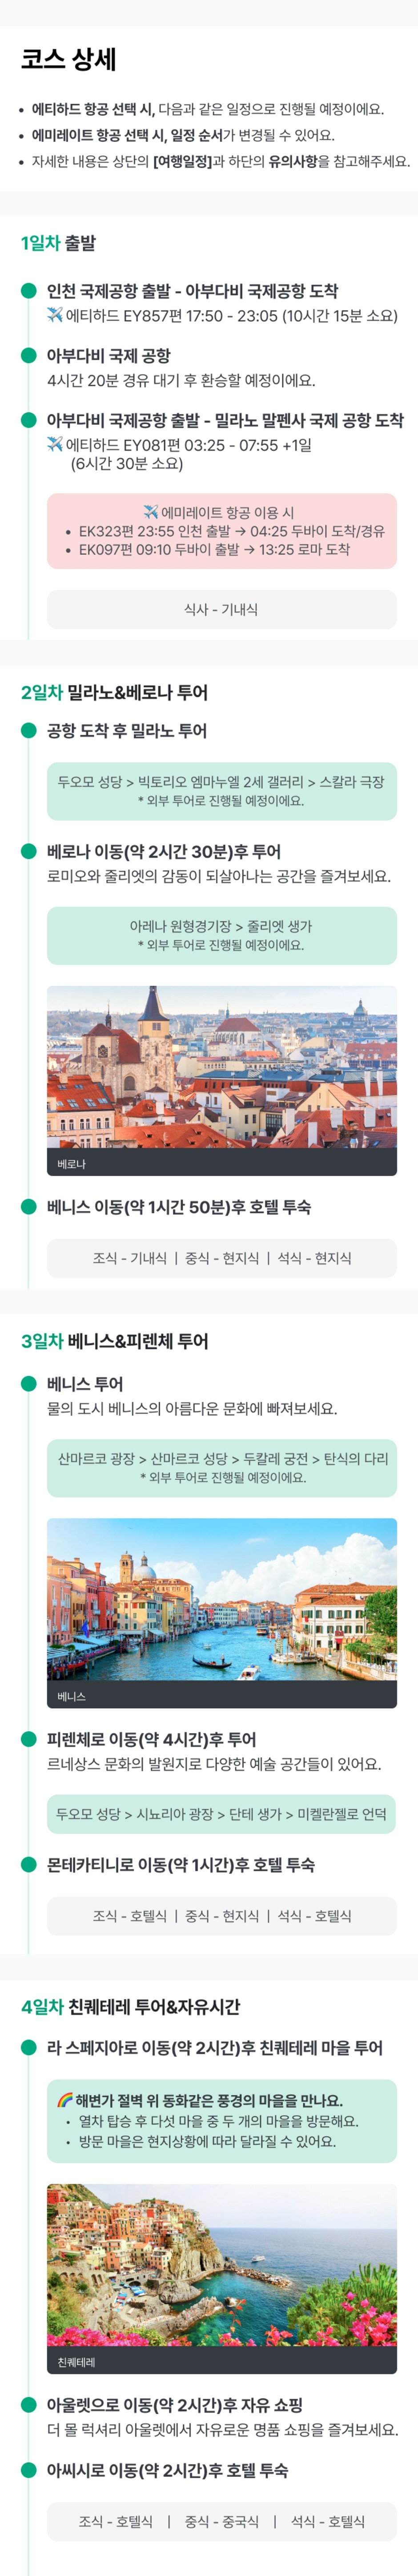 코스 상세
• 에티하드 항공 선택 시, 다음과 같은 일정으로 진행될 예정이에요.
• 에미레이트 항공 선택 시, 일정 순서가 변경될 수 있어요.
• 자세한 내용은 상단의 [여행일정]과 하단의 유의사항을 참고해주세요.
1일차 출발
인천 국제공항 출발 - 아부다비 국제공항 도착
✈️ 에티하드 EY857편 17:50 - 23:05 (10시간 15분 소요)
아부다비 국제 공항
4시간 20분 경유 대기 후 환승할 예정이에요.
아부다비 국제공항 출발 - 밀라노 말펜사 국제 공항 도착
✈️ 에티하드 EY081편 03:25 - 07:55 +1일
(6시간 30분 소요)
✈️ 에미레이트 항공 이용 시
• EK323편 23:55 인천 출발 → 04:25 두바이 도착/경유
• EK097편 09:10 두바이 출발 → 13:25 로마 도착
식사 - 기내식
2일차 밀라노&베로나 투어
공항 도착 후 밀라노 투어
두오모 성당 > 빅토리오 엠마누엘 2세 갤러리 > 스칼라 극장
* 외부 투어로 진행될 예정이에요.
베로나 이동(약 2시간 30분)후 투어
로미오와 줄리엣의 감동이 되살아나는 공간을 즐겨보세요.
아레나 원형경기장 > 줄리엣 생가
* 외부 투어로 진행될 예정이에요.
베로나
베니스 이동(약 1시간 50분)후 호텔 투숙
조식 - 기내식 | 중식 - 현지식 | 석식 - 현지식
3일차 베니스&피렌체 투어
베니스 투어
물의 도시 베니스의 아름다운 문화에 빠져보세요.
산마르코 광장 > 산마르코 성당 > 두칼레 궁전 > 탄식의 다리
* 외부 투어로 진행될 예정이에요.
베니스
피렌체로 이동(약 4시간)후 투어
르네상스 문화의 발원지로 다양한 예술 공간들이 있어요.
두오모 성당 > 시뇨리아 광장 > 단테 생가 > 미켈란젤로 언덕
몬테카티니로 이동(약 1시간)후 호텔 투숙
조식 - 호텔식 | 중식 - 현지식 | 석식 - 호텔식
4일차 친퀘테레 투어&자유시간
라 스페지아로 이동(약 2시간)후 친퀘테레 마을 투어
🌈 해변가 절벽 위 동화같은 풍경의 마을을 만나요.
• 열차 탑승 후 다섯 마을 중 두 개의 마을을 방문해요.
• 방문 마을은 현지상황에 따라 달라질 수 있어요.
친퀘테레
아울렛으로 이동(약 2시간)후 자유 쇼핑
더 몰 럭셔리 아울렛에서 자유로운 명품 쇼핑을 즐겨보세요.
아씨시로 이동(약 2시간)후 호텔 투숙
조식 - 호텔식 | 중식 - 중국식 | 석식 - 호텔식